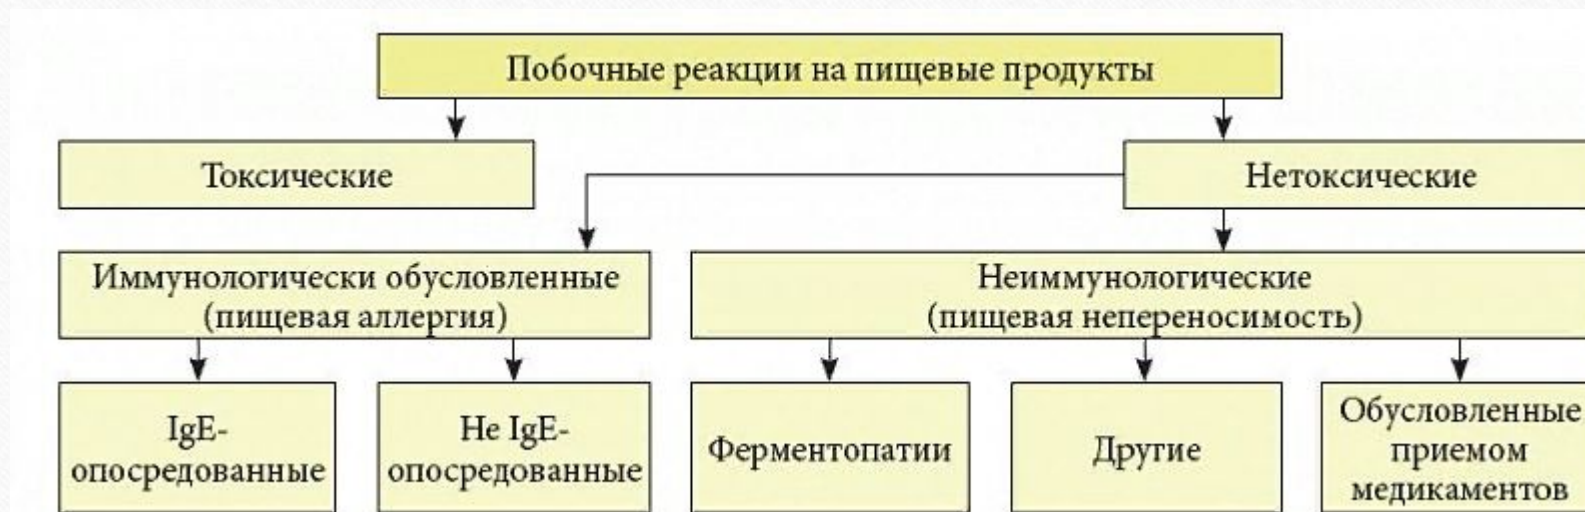 Побочные реакции на пищевые продукты
Токсические
Нетоксические
Иммунологически обусловленные
(пищевая аллергия)
Неиммунологические
(пищевая непереносимость)
IgE-
опосредованные
Не IgE-
опосредованные
Ферментопатии
Другие
Обусловленные
приемом
медикаментов